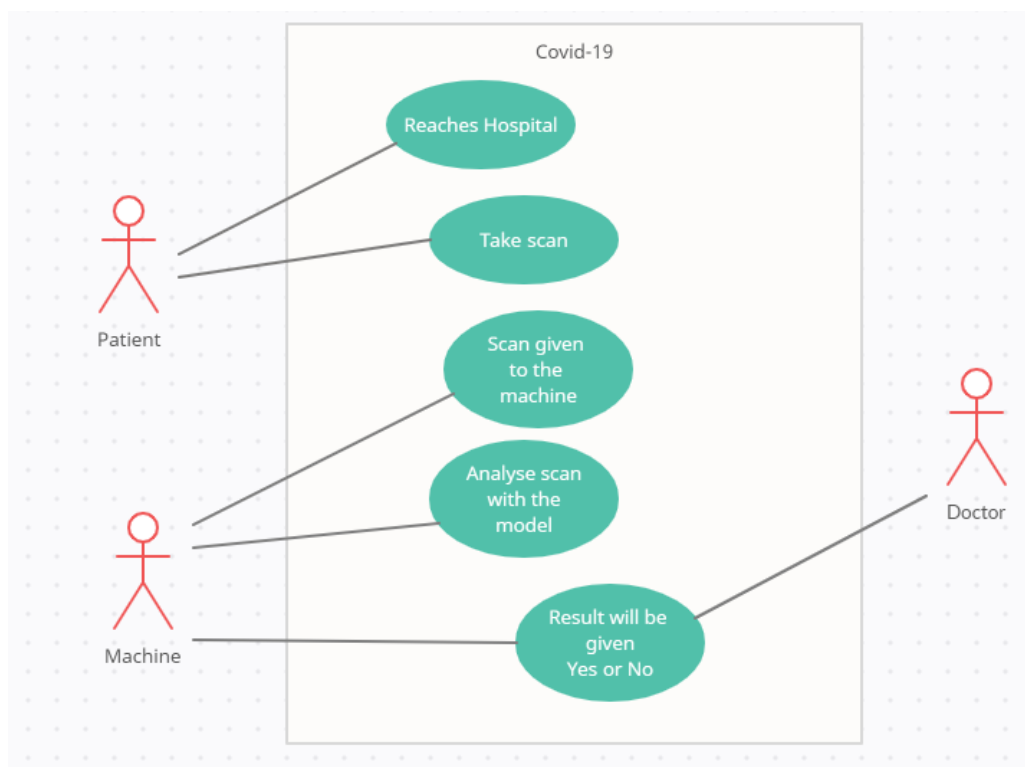 Covid-19
Reaches Hospital
Take scan
Patient
Scan given
to the
machine
Analyse scan
with the
model
Doctor
Result will be
given
Yes or No
Machine